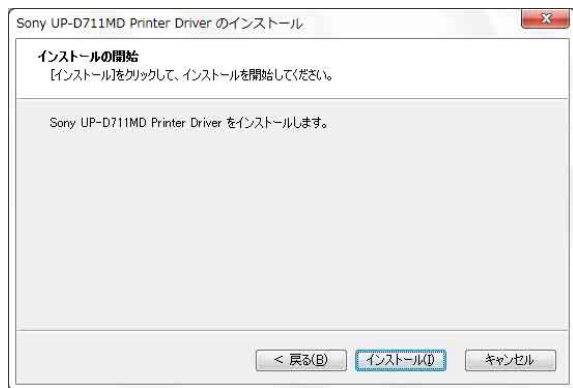 Sony UP-D711MD Printer Driver のインストール
インストールの開始
[インストール]をクリックして、インストールを開始してください。
Sony UP-D711MD Printer Driver をインストールします。
< 戻る(B)
インストール(I)
キャンセル